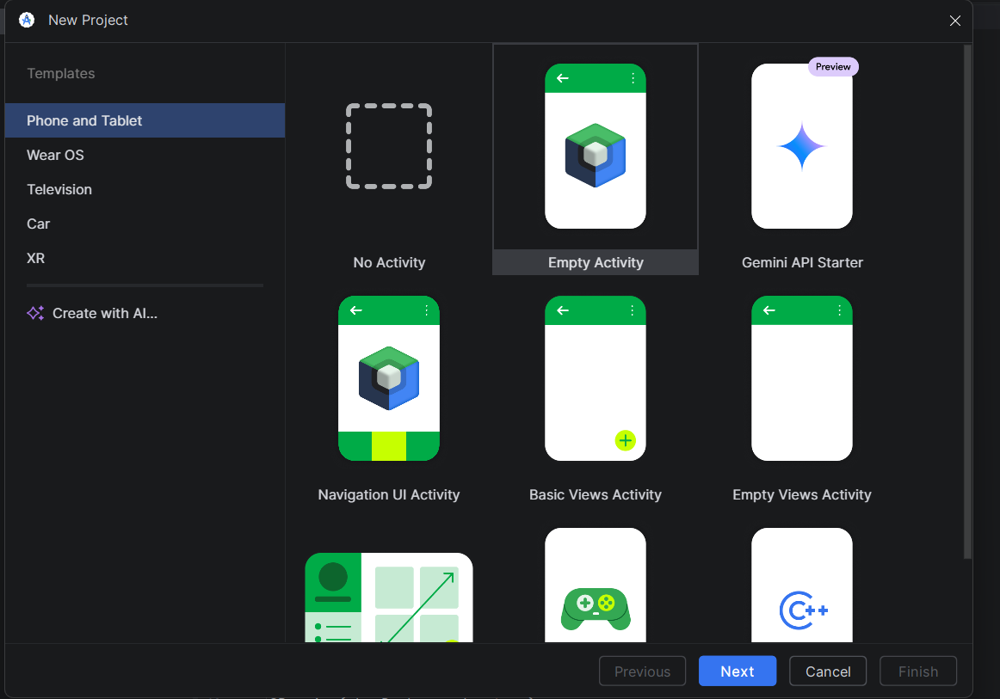 New Project
Templates
Phone and Tablet
Wear OS
Television
Car
XR
Create with AI...
No Activity
Empty Activity
Preview
Gemini API Starter
Navigation UI Activity
Basic Views Activity
Empty Views Activity
C++
Previous
Next
Cancel
Finish